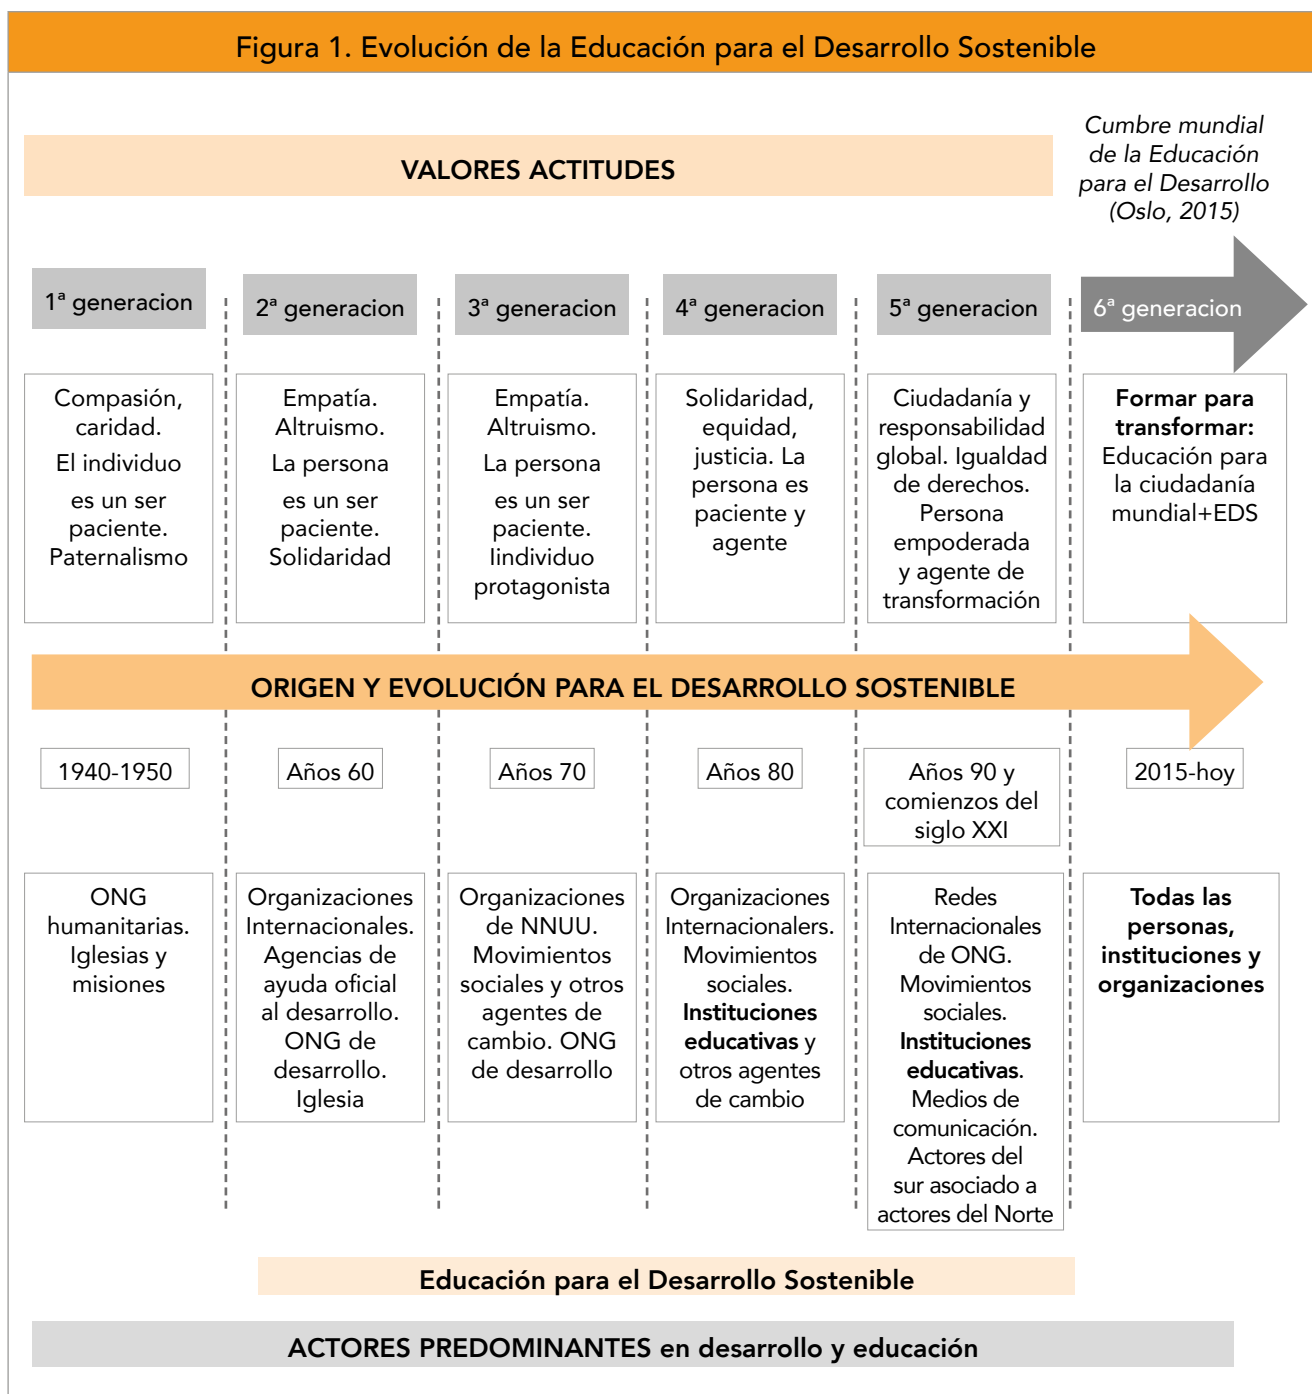 Figura 1. Evolución de la Educación para el Desarrollo Sostenible
VALORES ACTITUDES
Cumbre mundial
de la Educación
para el Desarrollo
(Oslo, 2015)
1ª generacion
2ª generacion
3ª generacion
4ª generacion
5ª generacion
6ª generacion
Compasión,
caridad.
El individuo
es un ser
paciente.
Paternalismo
Empatía.
Altruismo.
La persona
es un ser
paciente.
Solidaridad
Empatía.
Altruismo.
La persona
es un ser
paciente.
Iindividuo
protagonista
Solidaridad,
equidad,
justicia. La
persona es
paciente y
agente
Ciudadanía y
responsabilidad
global. Igualdad
de derechos.
Persona
empoderada
y agente de
transformación
Formar para
transformar:
Educación para
la ciudadanía
mundial+EDS
ORIGEN Y EVOLUCIÓN PARA EL DESARROLLO SOSTENIBLE
1940-1950
Años 60
Años 70
Años 80
Años 90 y
comienzos del
siglo XXI
2015-hoy
ONG
humanitarias.
Iglesias y
misiones
Organizaciones
Internacionales.
Agencias de
ayuda oficial
al desarrollo.
ONG de
desarrollo.
Iglesia
Organizaciones
de NNUU.
Movimientos
sociales y otros
agentes de
cambio. ONG
de desarrollo
Organizaciones
Internacionalers.
Movimientos
sociales.
Instituciones
educativas y
otros agentes
de cambio
Redes
Internacionales
de ONG.
Movimientos
sociales.
Instituciones
educativas.
Medios de
comunicación.
Actores del
sur asociado a
actores del Norte
Todas las
personas,
instituciones y
organizaciones
Educación para el Desarrollo Sostenible
ACTORES PREDOMINANTES en desarrollo y educación